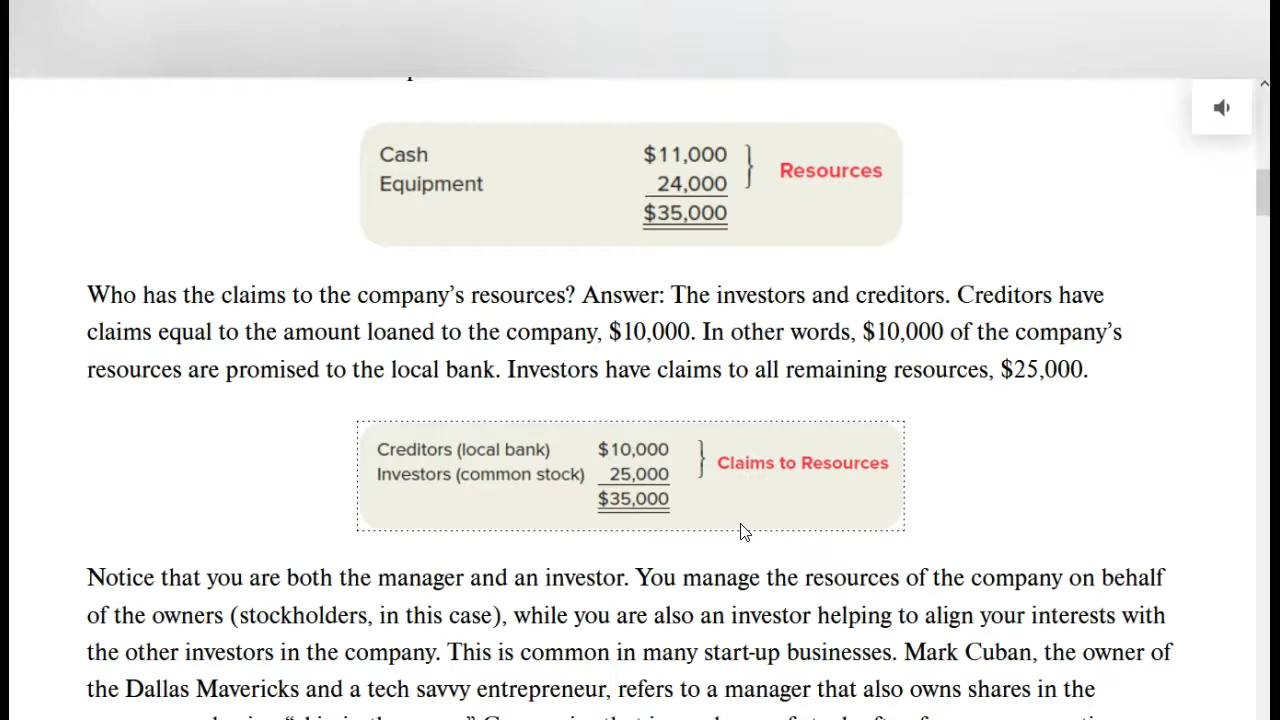 Cash $11,000
Resources
Equipment 24,000
$35,000
Who has the claims to the company’s resources? Answer: The investors and creditors. Creditors have
claims equal to the amount loaned to the company, $10,000. In other words, $10,000 of the company’s
resources are promised to the local bank. Investors have claims to all remaining resources, $25,000.
Creditors (local bank) $10,000
Claims to Resources
Investors (common stock) 25,000
$35,000
Notice that you are both the manager and an investor. You manage the resources of the company on behalf
of the owners (stockholders, in this case), while you are also an investor helping to align your interests with
the other investors in the company. This is common in many start-up businesses. Mark Cuban, the owner of
the Dallas Mavericks and a tech savvy entrepreneur, refers to a manager that also owns shares in the